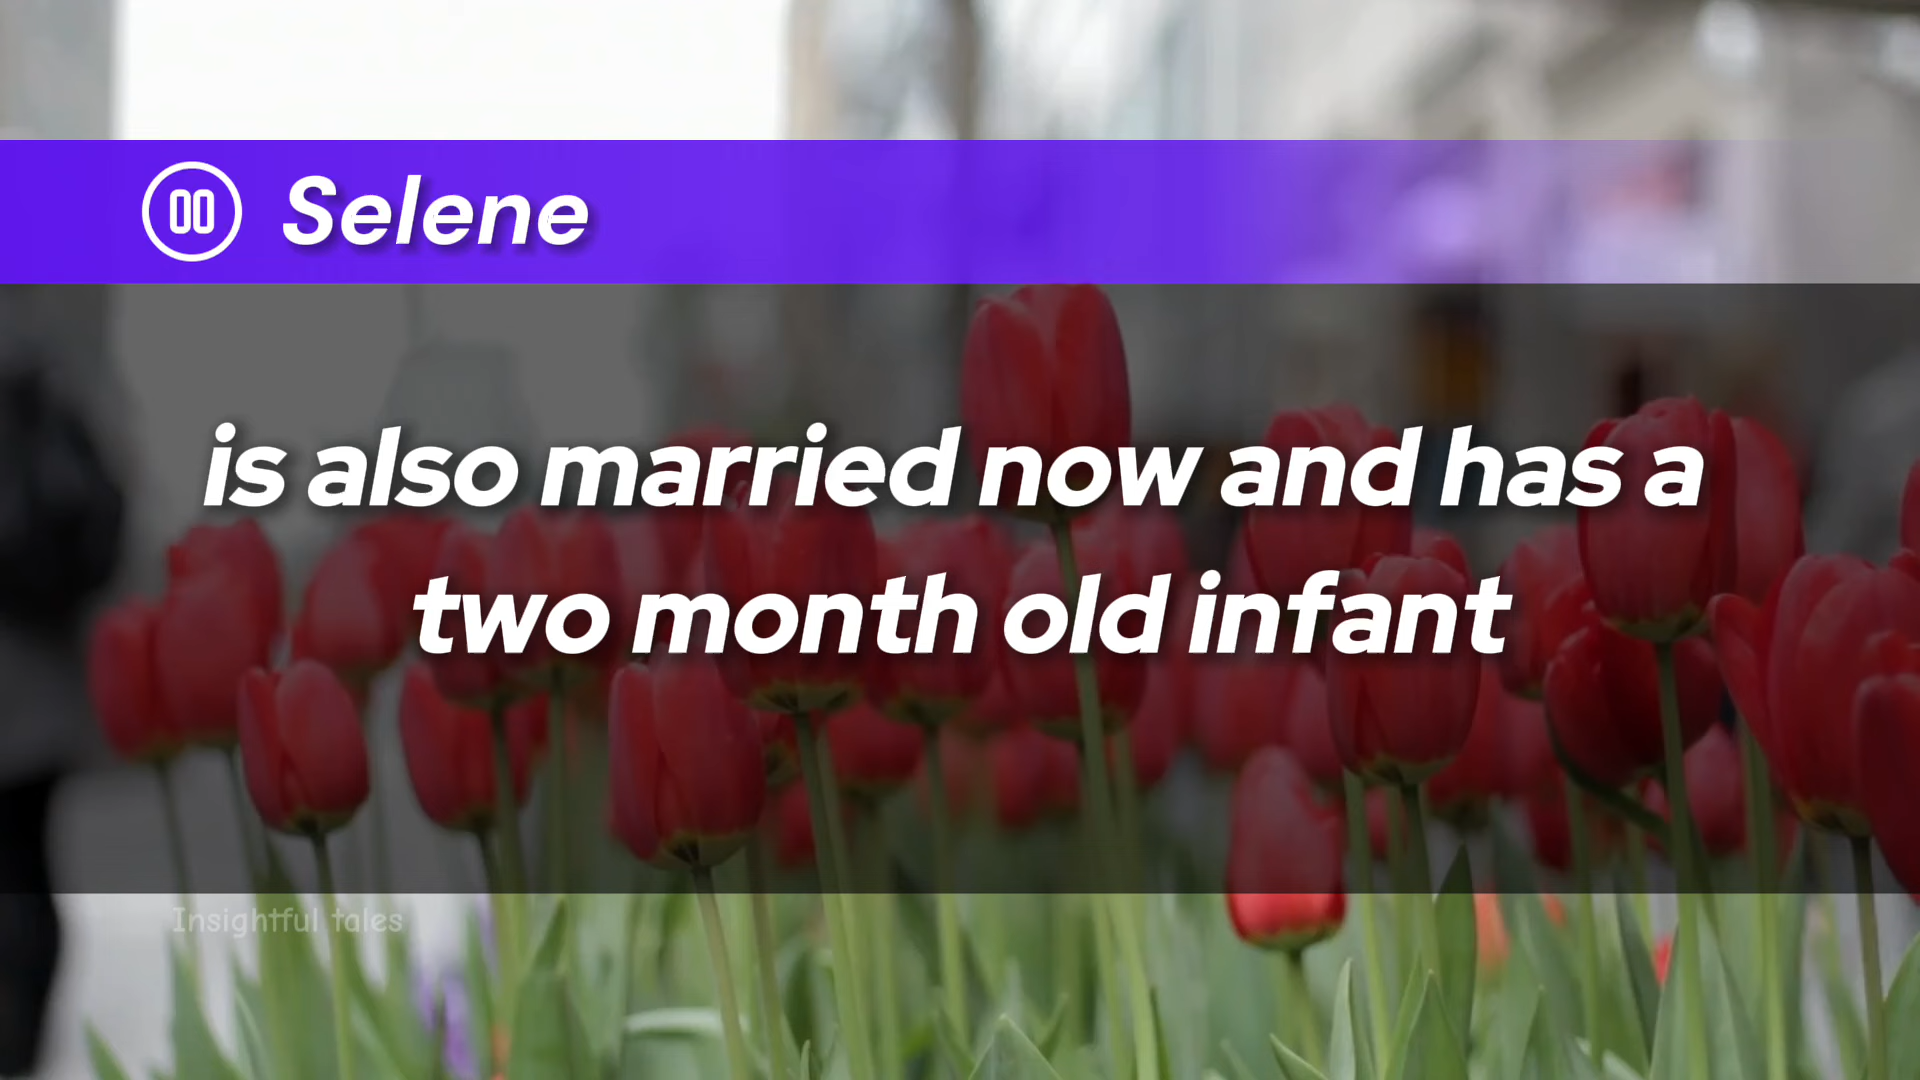 Selene
is also married now and has a
two month old infant
Insightful tales